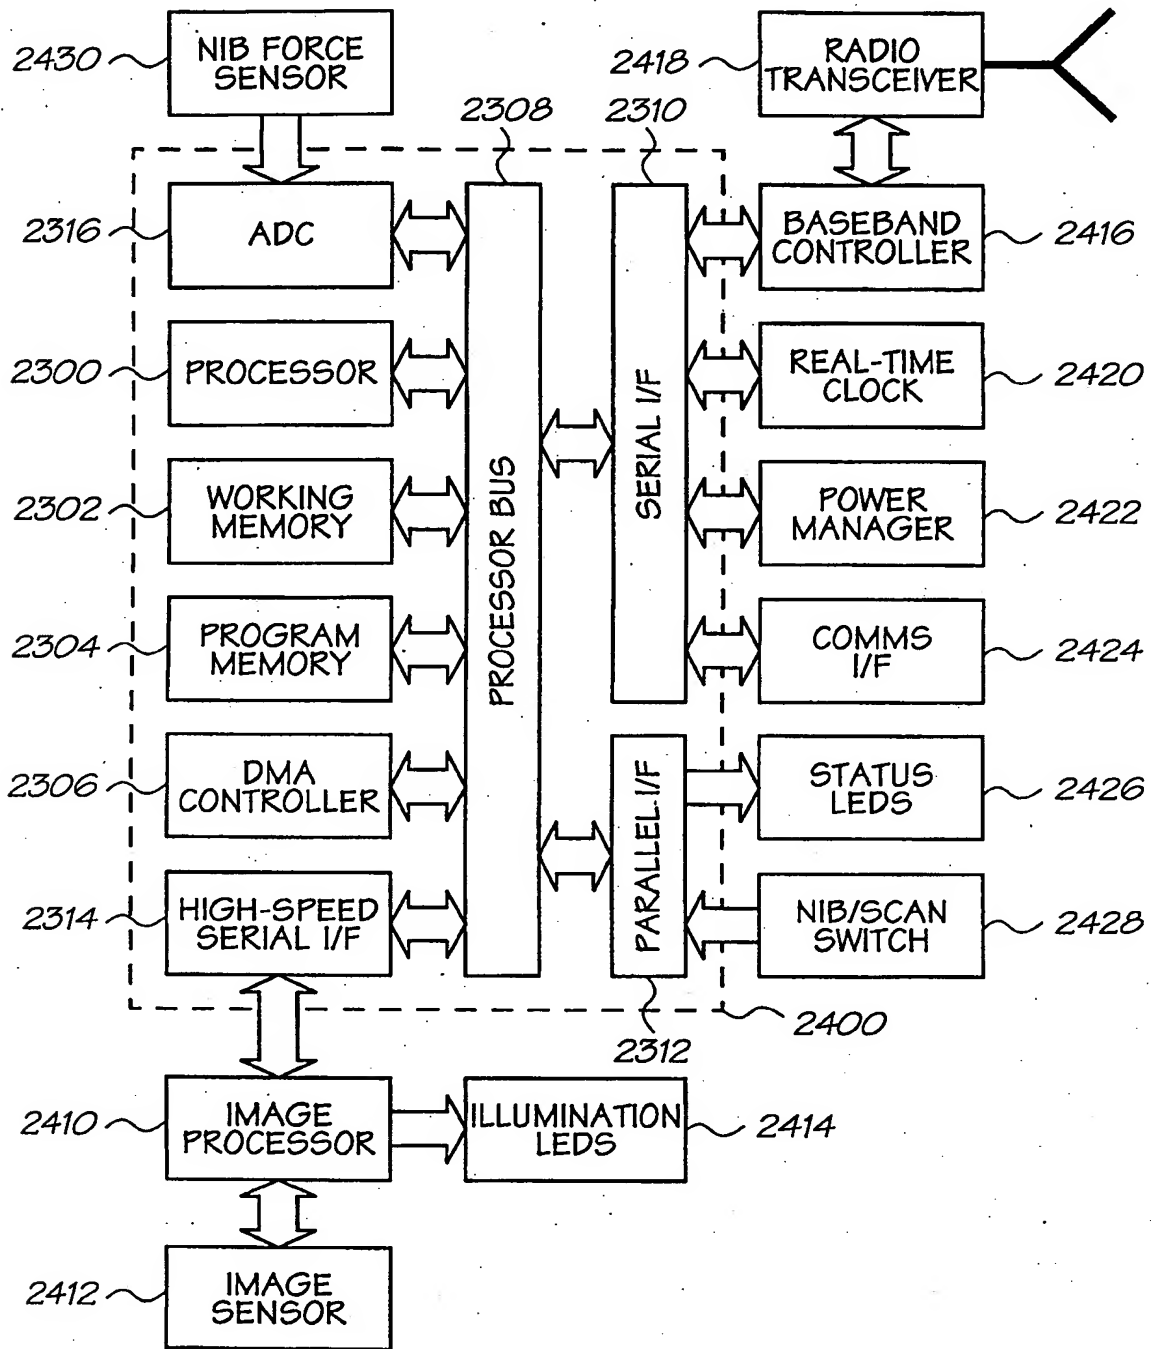 2430
NIB FORCE
SENSOR
2418
RADIO
TRANSCEIVER
2308
2310
2316
ADC
BASEBAND
CONTROLLER
2416
2300
PROCESSOR
REAL-TIME
CLOCK
2420
2302
WORKING
MEMORY
PROCESSOR BUS
SERIAL I/F
POWER
MANAGER
2422
2304
PROGRAM
MEMORY
COMMS
I/F
2424
2306
DMA
CONTROLLER
PARALLEL I/F
STATUS
LEDS
2426
2314
HIGH-SPEED
SERIAL I/F
NIB/SCAN
SWITCH
2428
2312
2400
2410
IMAGE
PROCESSOR
ILLUMINATION
LEDS
2414
2412
IMAGE
SENSOR